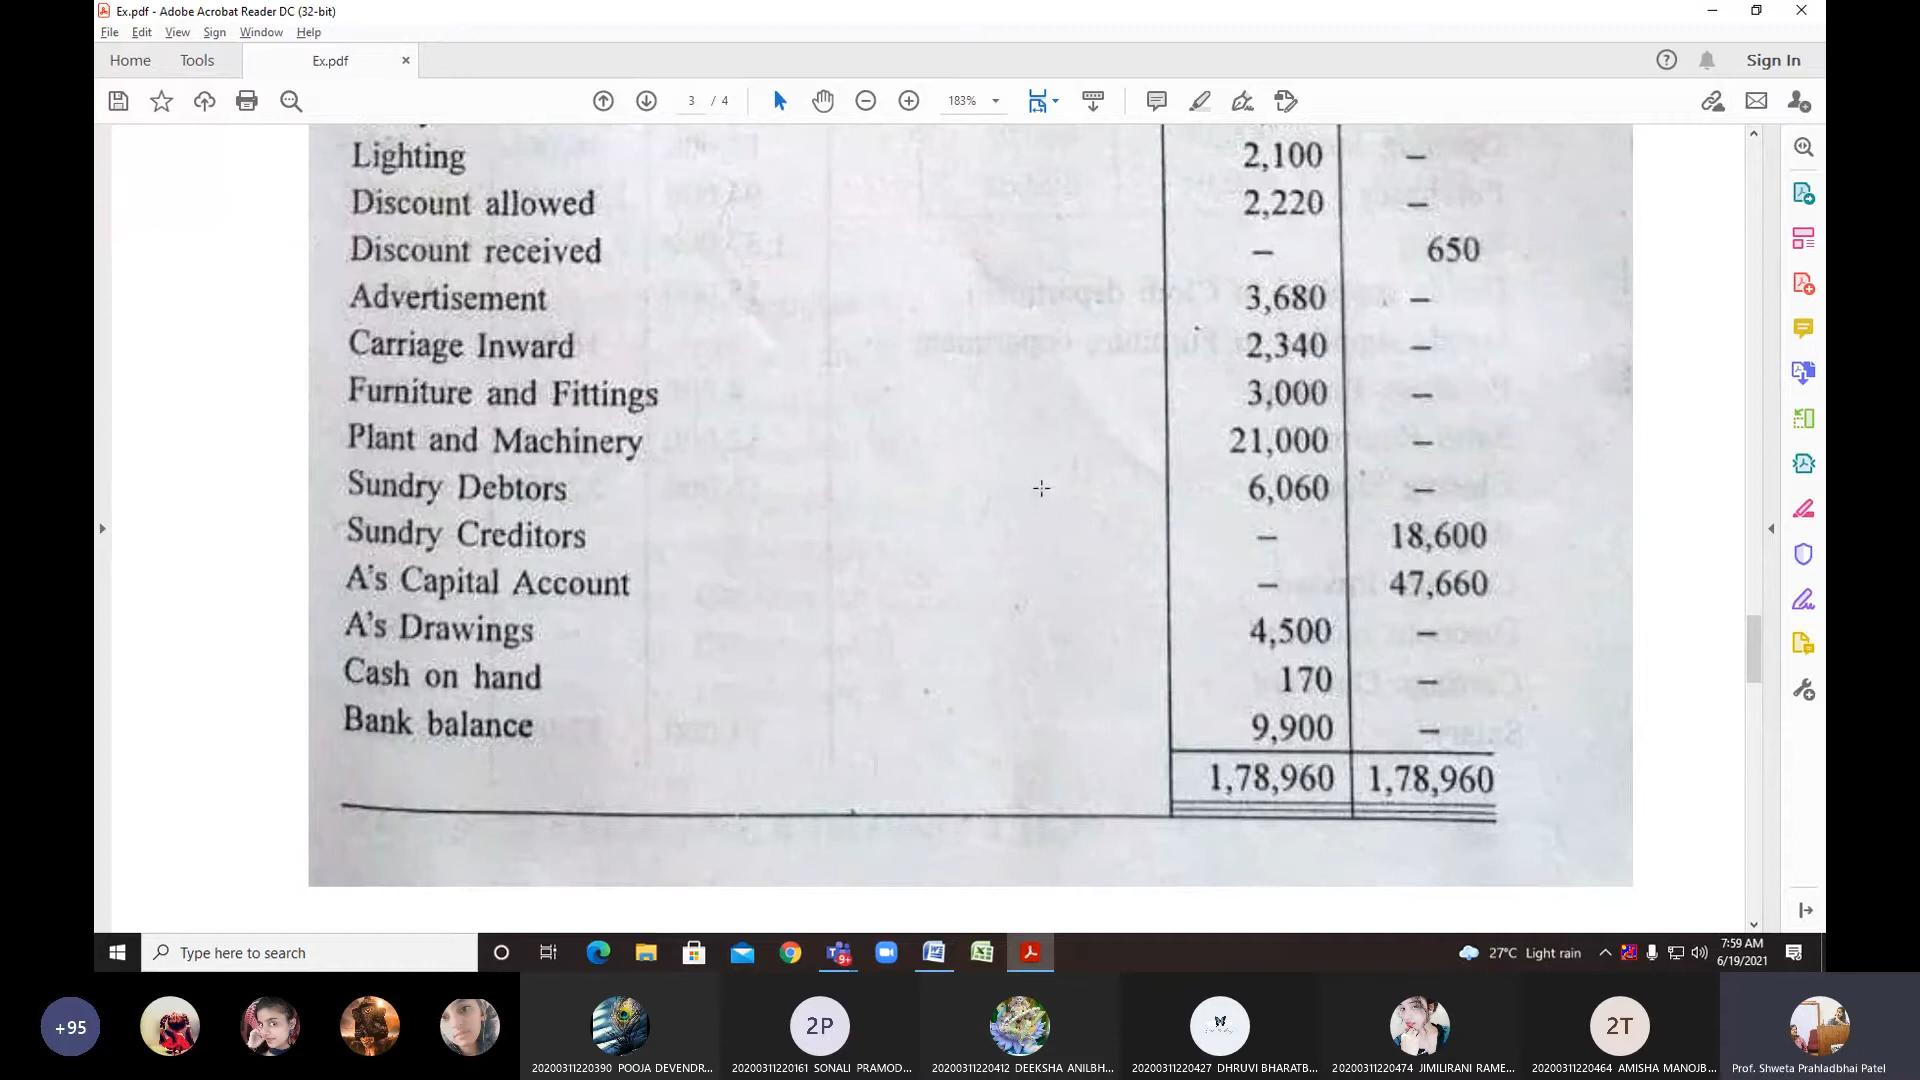 Ex.pdf - Adobe Acrobat Reader DC (32-bit)
File Edit View Sign Window Help
Home Tools Ex.pdf × Sign In
3 / 4 183%
Lighting 2,100 –
Discount allowed 2,220 –
Discount received – 650
Advertisement 3,680 –
Carriage Inward 2,340 –
Furniture and Fittings 3,000 –
Plant and Machinery 21,000 –
Sundry Debtors 6,060 –
Sundry Creditors – 18,600
A's Capital Account – 47,660
A's Drawings 4,500 –
Cash on hand 170 –
Bank balance 9,900 –
1,78,960 1,78,960
Type here to search 9+ 27°C Light rain 7:59 AM
6/19/2021
+95 2P 2T
20200311220390 POOJA DEVENDR... 20200311220161 SONALI PRAMOD... 20200311220412 DEEKSHA ANILBH... 20200311220427 DHRUVI BHARATB... 20200311220474 JIMILIRANI RAME... 20200311220464 AMISHA MANOJB... Prof. Shweta Prahladbhai Patel